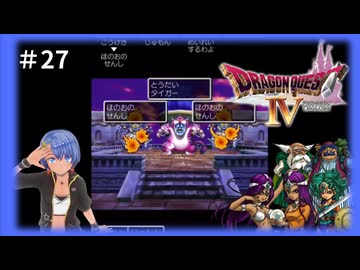 #27
こうげき じゅもん めいれい
▼ するわよ
ほのおの
せんし
とうだい
タイガー
ほのおの
せんし
ほのおの
せんし
DRAGON QUEST
IV